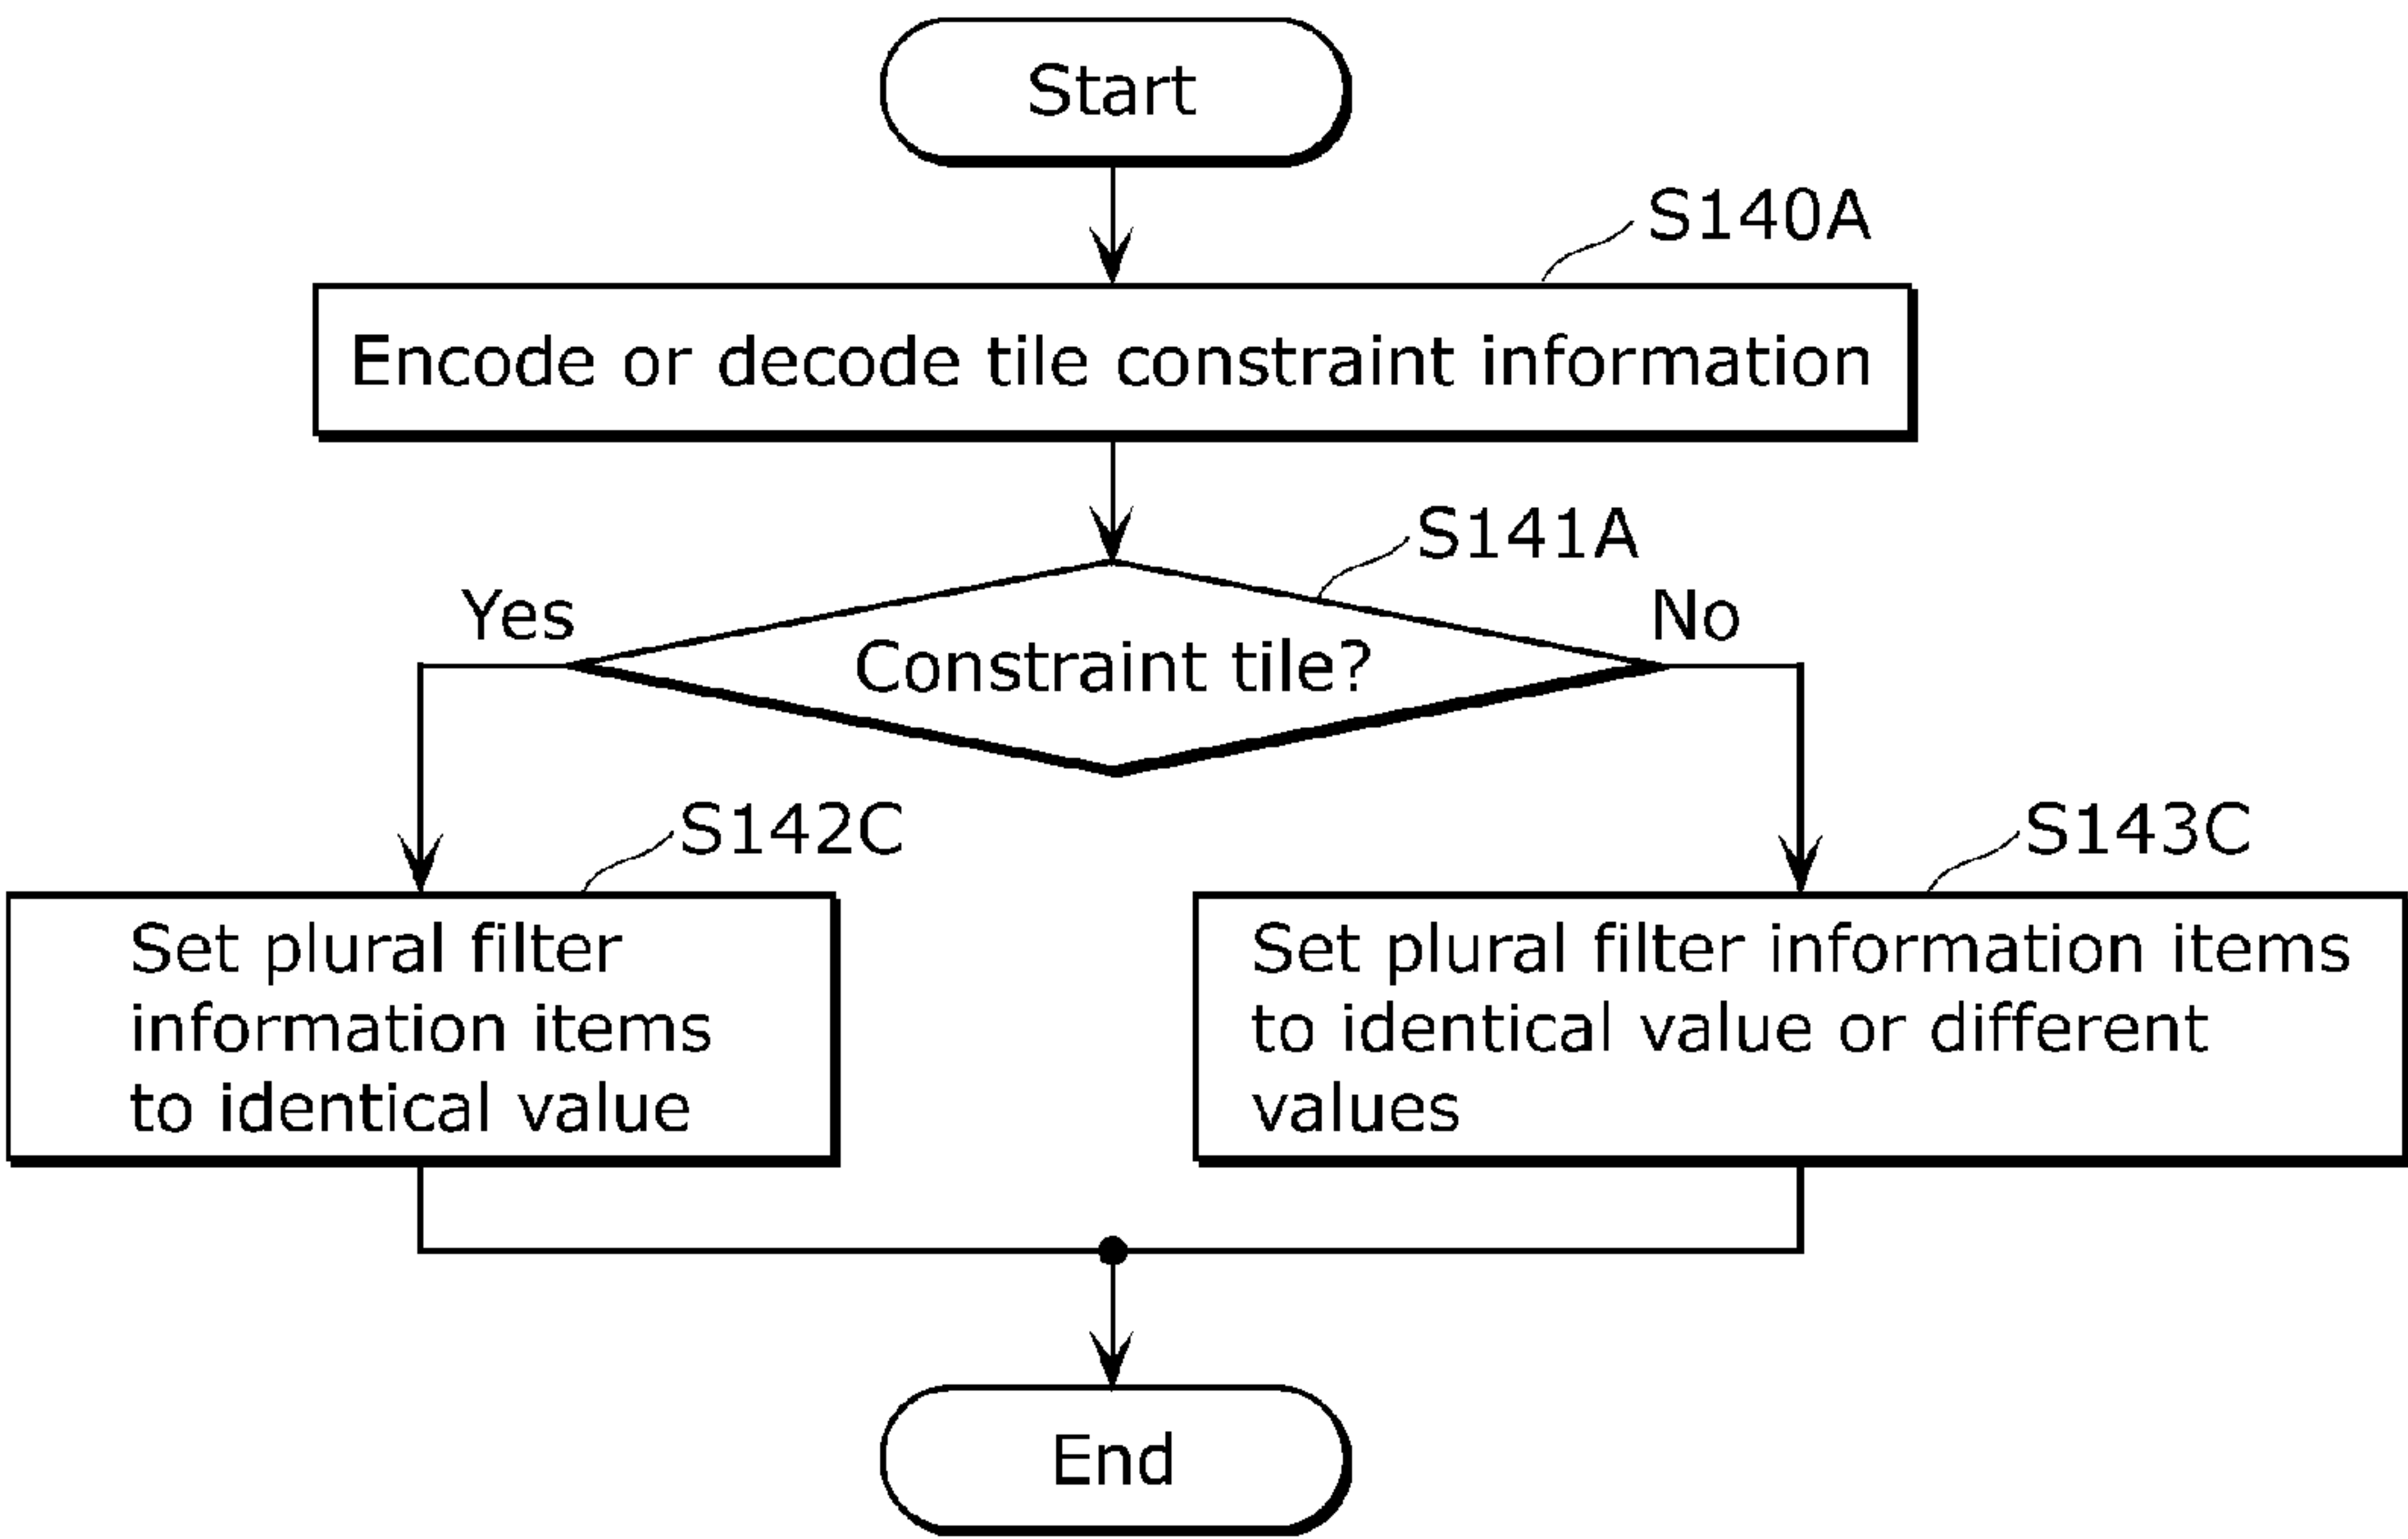 Start
S140A
Encode or decode tile constraint information
S141A
Yes
No
Constraint tile?
S142C
S143C
Set plural filter
information items
to identical value
Set plural filter information items
to identical value or different
values
End